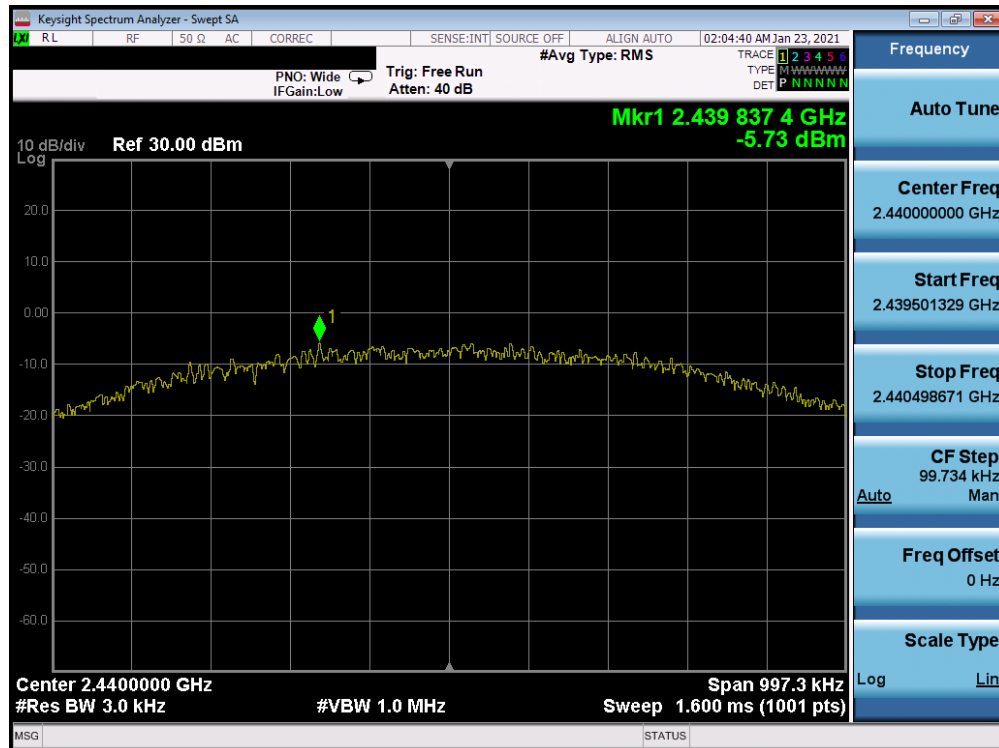 Keysight Spectrum Analyzer - Swept SA
LXI RL RF 50 Ω AC CORREC SENSE:INT SOURCE OFF ALIGN AUTO 02:04:40 AM Jan 23, 2021
#Avg Type: RMS TRACE 1 2 3 4 5 6
PNO: Wide Trig: Free Run TYPE M W W W W W
IFGain:Low Atten: 40 dB DET P N N N N N
Mkr1 2.439 837 4 GHz
-5.73 dBm
10 dB/div Ref 30.00 dBm
Log
20.0
10.0
0.00
1
-10.0
-20.0
-30.0
-40.0
-50.0
-60.0
Center 2.4400000 GHz Span 997.3 kHz
#Res BW 3.0 kHz #VBW 1.0 MHz Sweep 1.600 ms (1001 pts)
MSG STATUS
Frequency
Auto Tune
Center Freq
2.440000000 GHz
Start Freq
2.439501329 GHz
Stop Freq
2.440498671 GHz
CF Step
99.734 kHz
Auto Man
Freq Offset
0 Hz
Scale Type
Log Lin